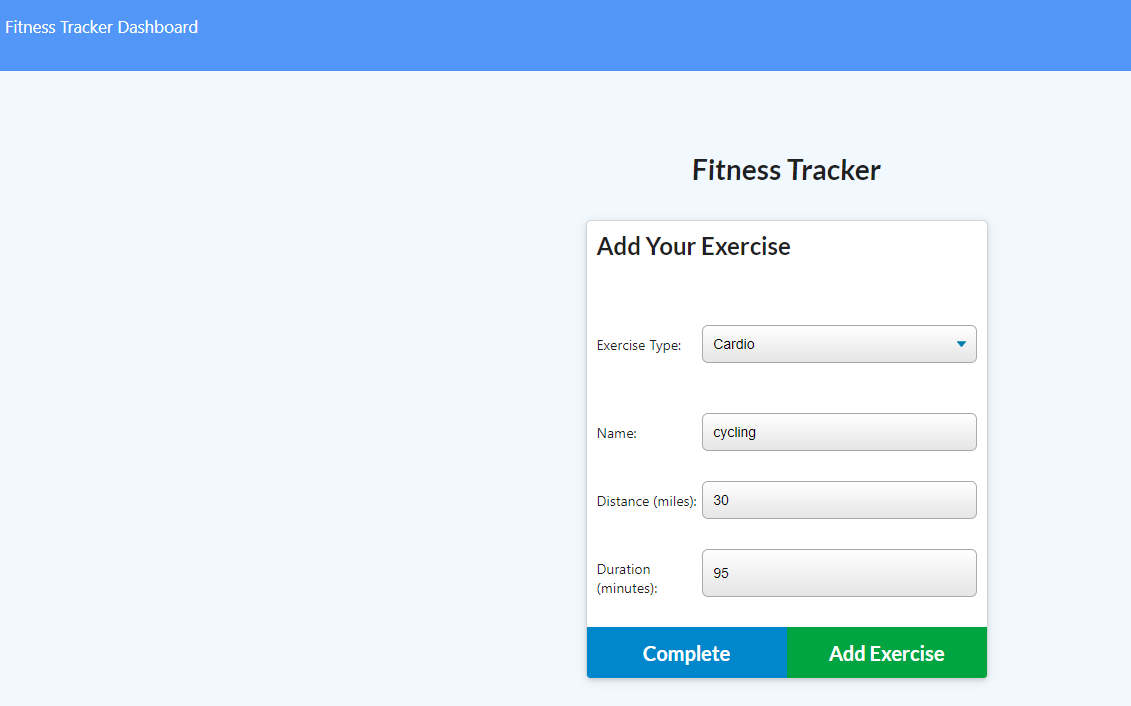 Fitness Tracker Dashboard
Fitness Tracker
Add Your Exercise
Exercise Type: Cardio
Name: cycling
Distance (miles): 30
Duration
(minutes): 95
Complete Add Exercise